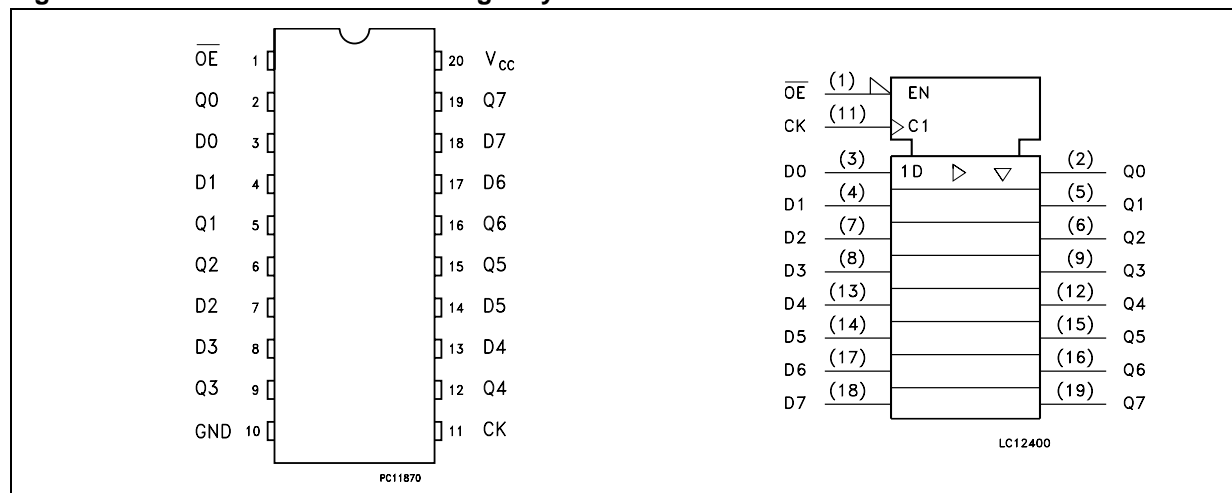 OE 1 20 VCC
Q0 2 19 Q7
D0 3 18 D7
D1 4 17 D6
Q1 5 16 Q6
Q2 6 15 Q5
D2 7 14 D5
D3 8 13 D4
Q3 9 12 Q4
GND 10 11 CK
PC11870
OE (1) EN
CK (11) C1
D0 (3) 1D (2) Q0
D1 (4) (5) Q1
D2 (7) (6) Q2
D3 (8) (9) Q3
D4 (13) (12) Q4
D5 (14) (15) Q5
D6 (17) (16) Q6
D7 (18) (19) Q7
LC12400